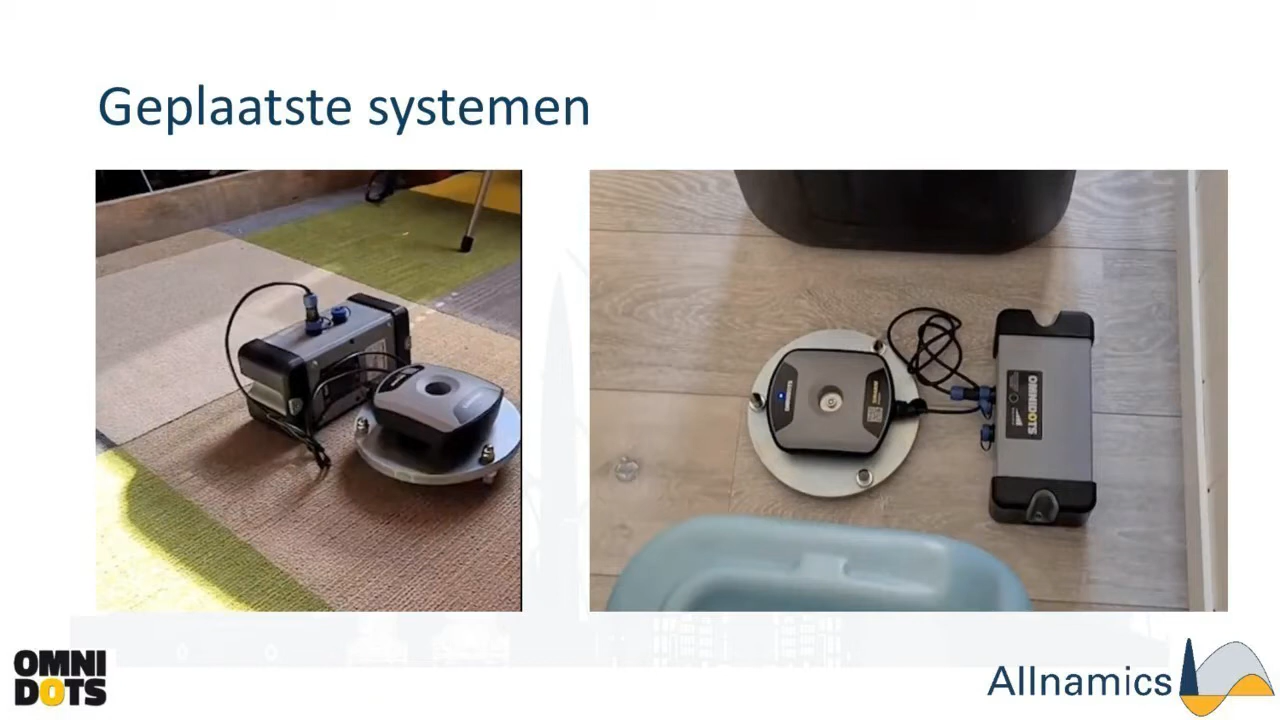 Geplaatste systemen
OMNIDOTS
OMNI
DOTS
Allnamics